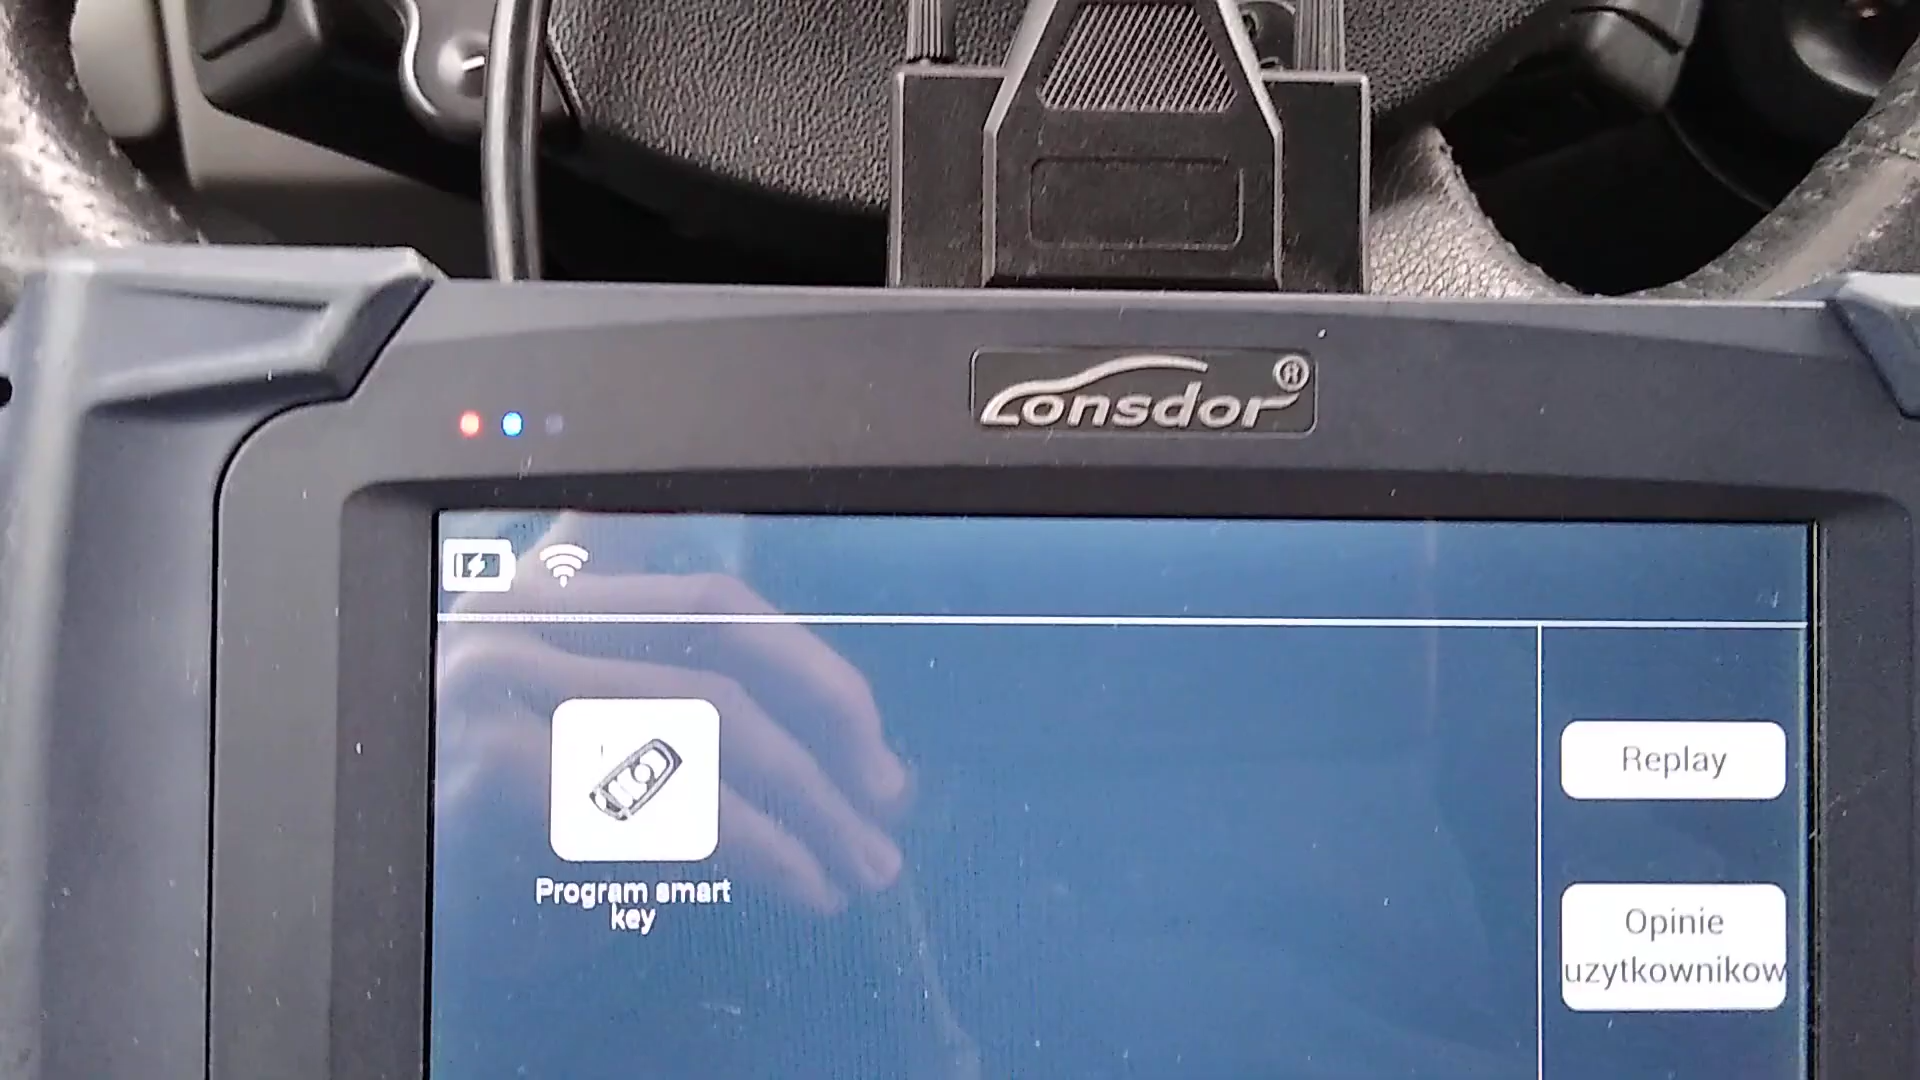 Lonsdor®
Program smart
key
Replay
Opinie
uzytkownikow